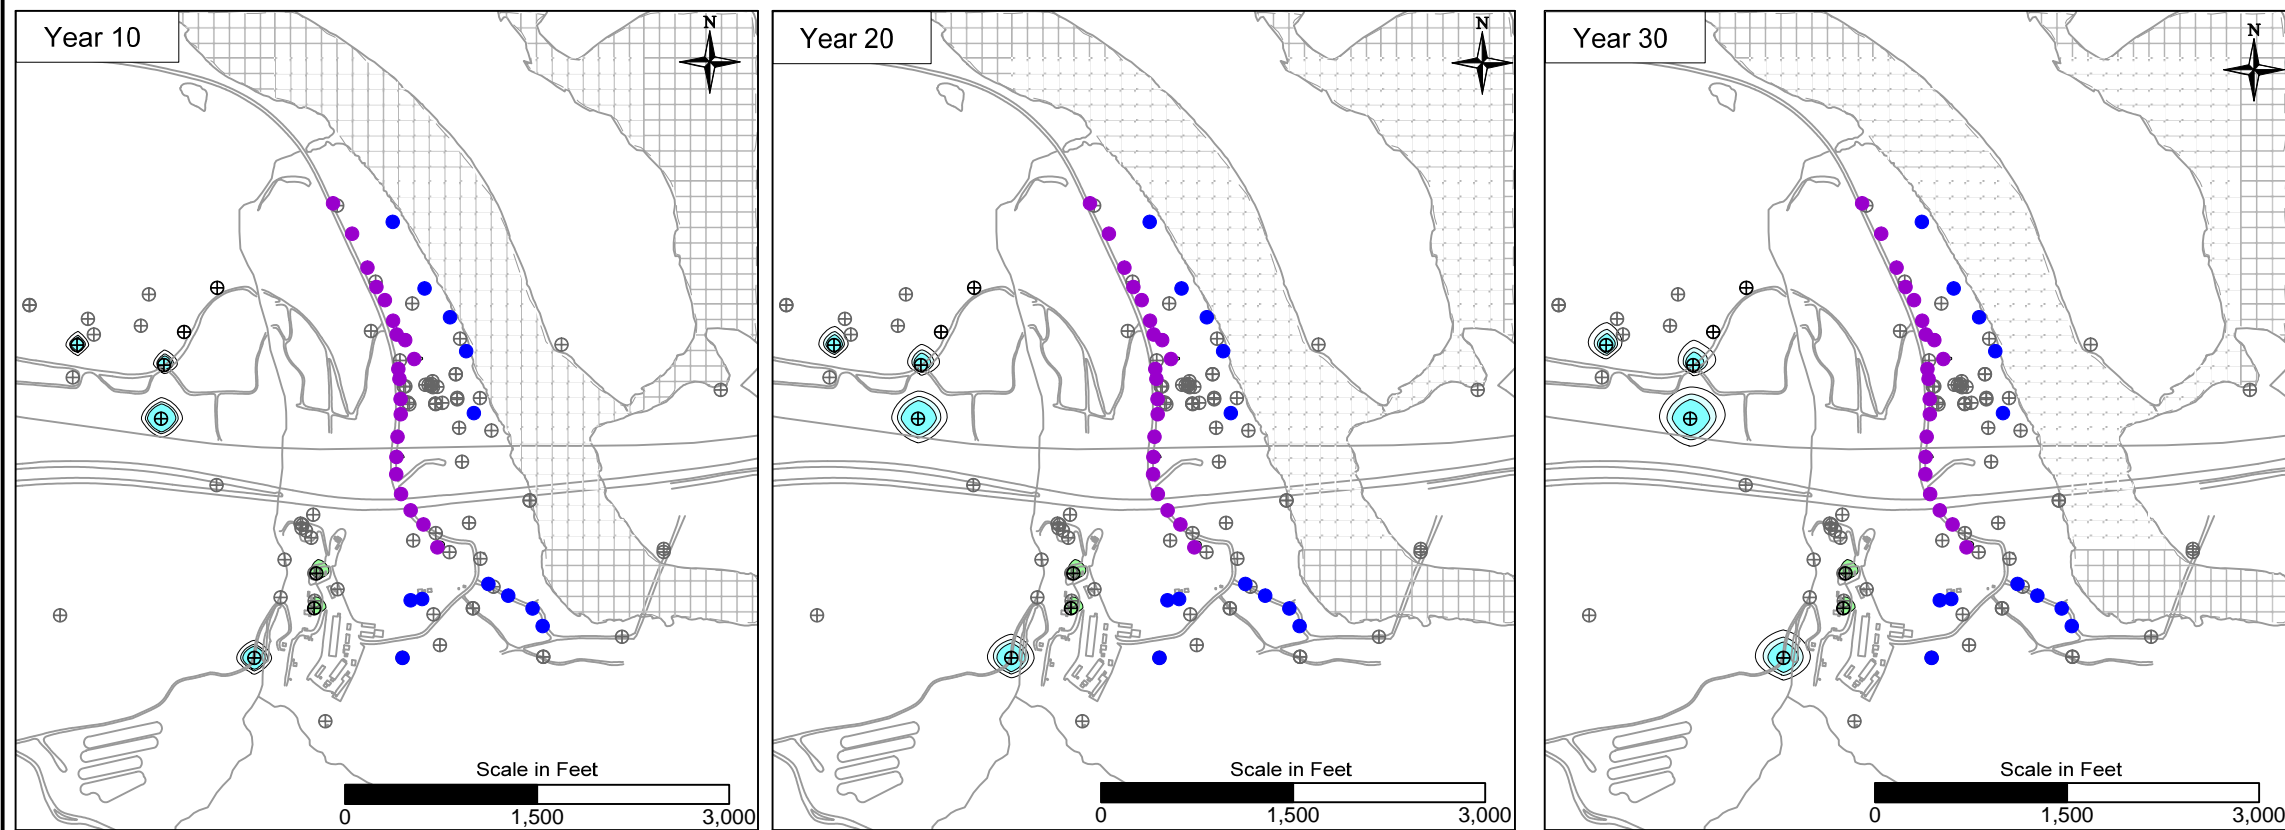 Year 10
N
Scale in Feet
0 1,500 3,000
Year 20
N
Scale in Feet
0 1,500 3,000
Year 30
N
Scale in Feet
0 1,500 3,000